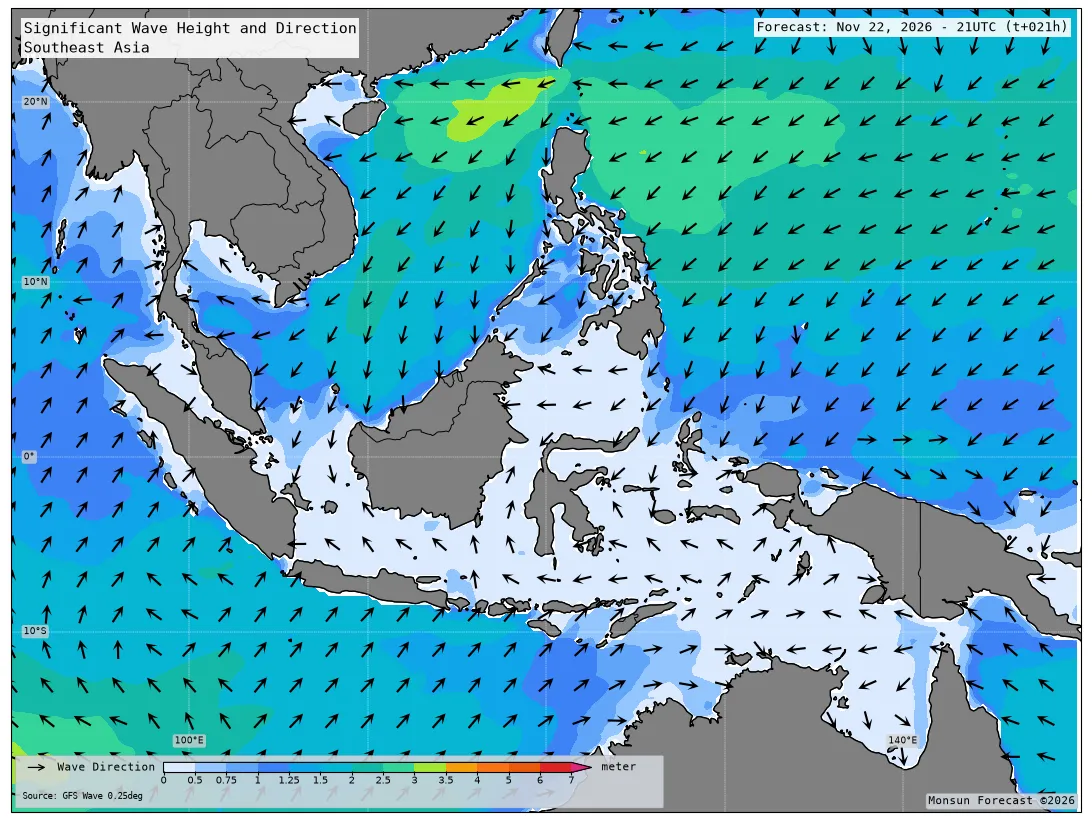 Significant Wave Height and Direction
Southeast Asia
Forecast: Nov 22, 2026 - 21UTC (t+021h)
20°N
10°N
0°
10°S
100°E
140°E
Wave Direction
meter
0 0.5 0.75 1 1.25 1.5 2 2.5 3 3.5 4 5 6 7
Source: GFS Wave 0.25deg
Monsun Forecast ©2026